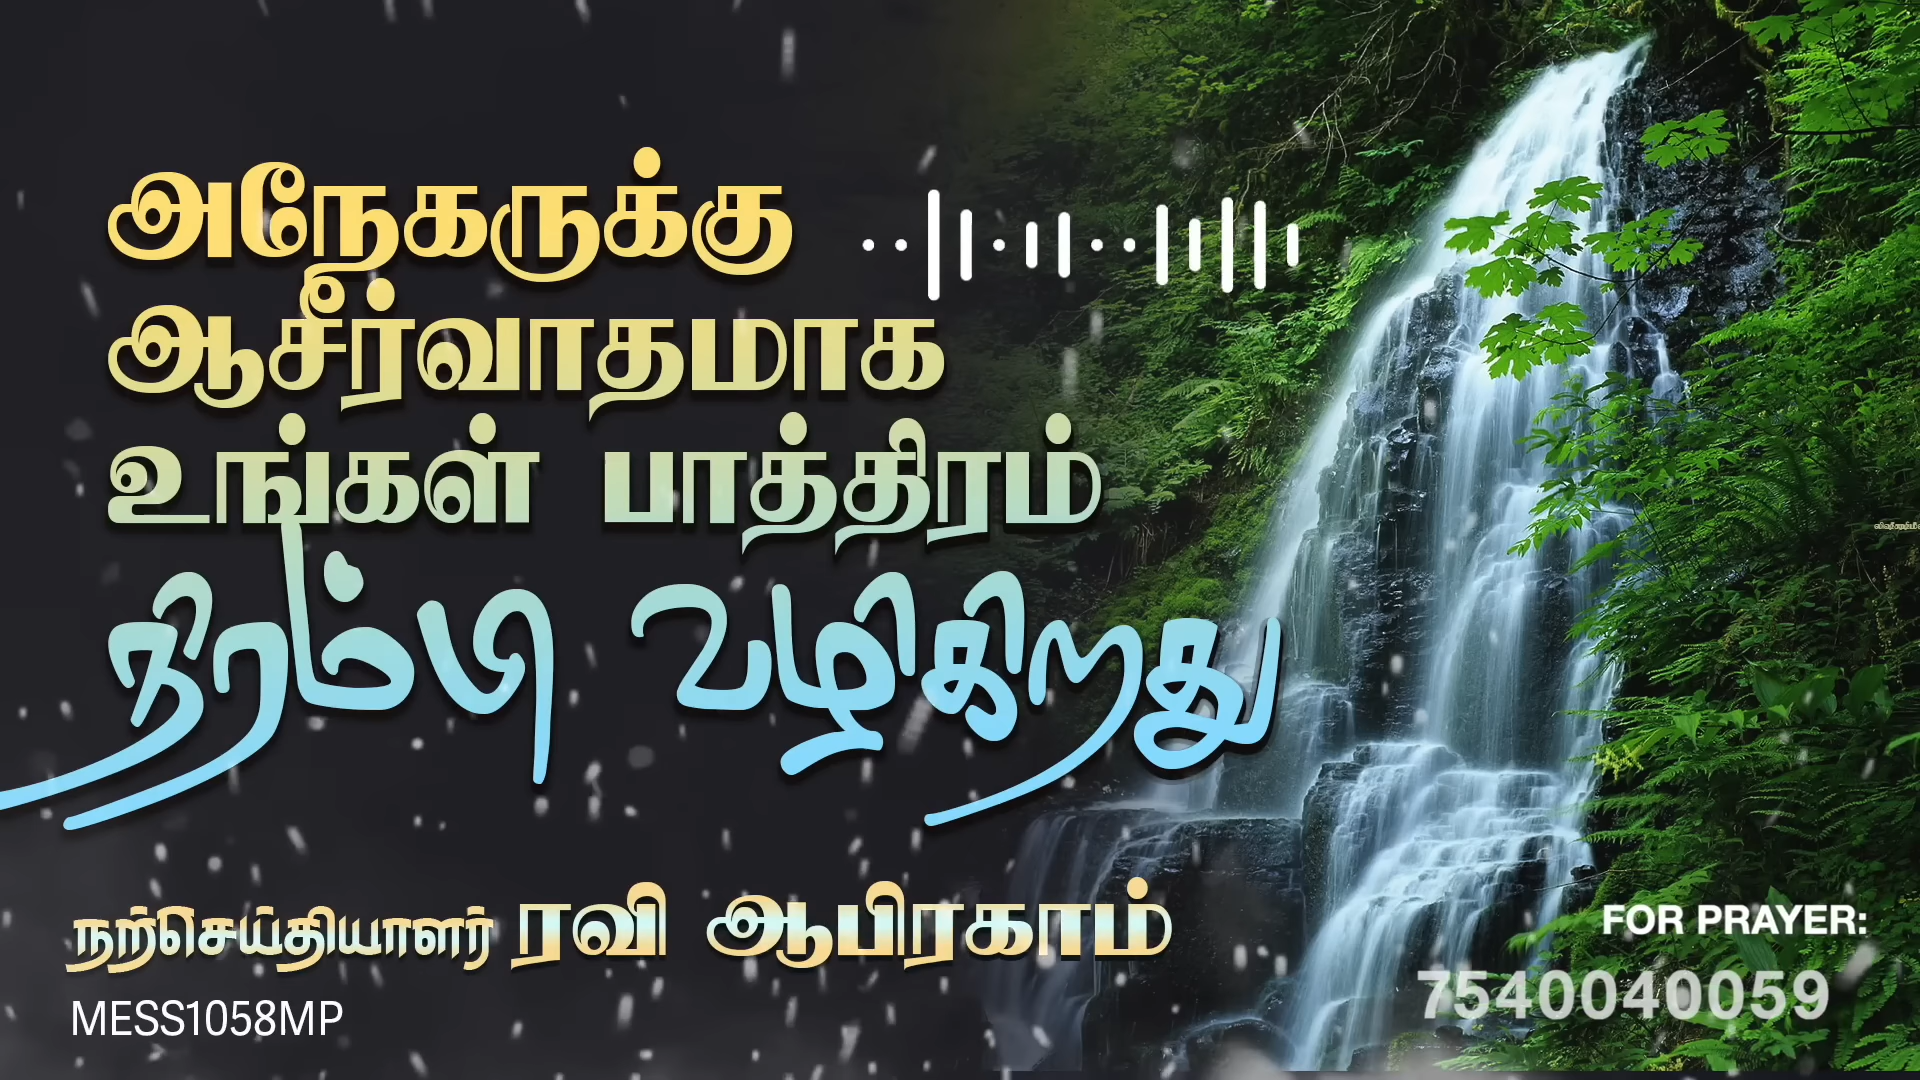 அநேகருக்கு
ஆசீர்வாதமாக
உங்கள் பாத்திரம்
நிரம்பி வழிகிறது
நற்செய்தியாளர் ரவி ஆபிரகாம்
MESS1058MP
FOR PRAYER:
7540040059